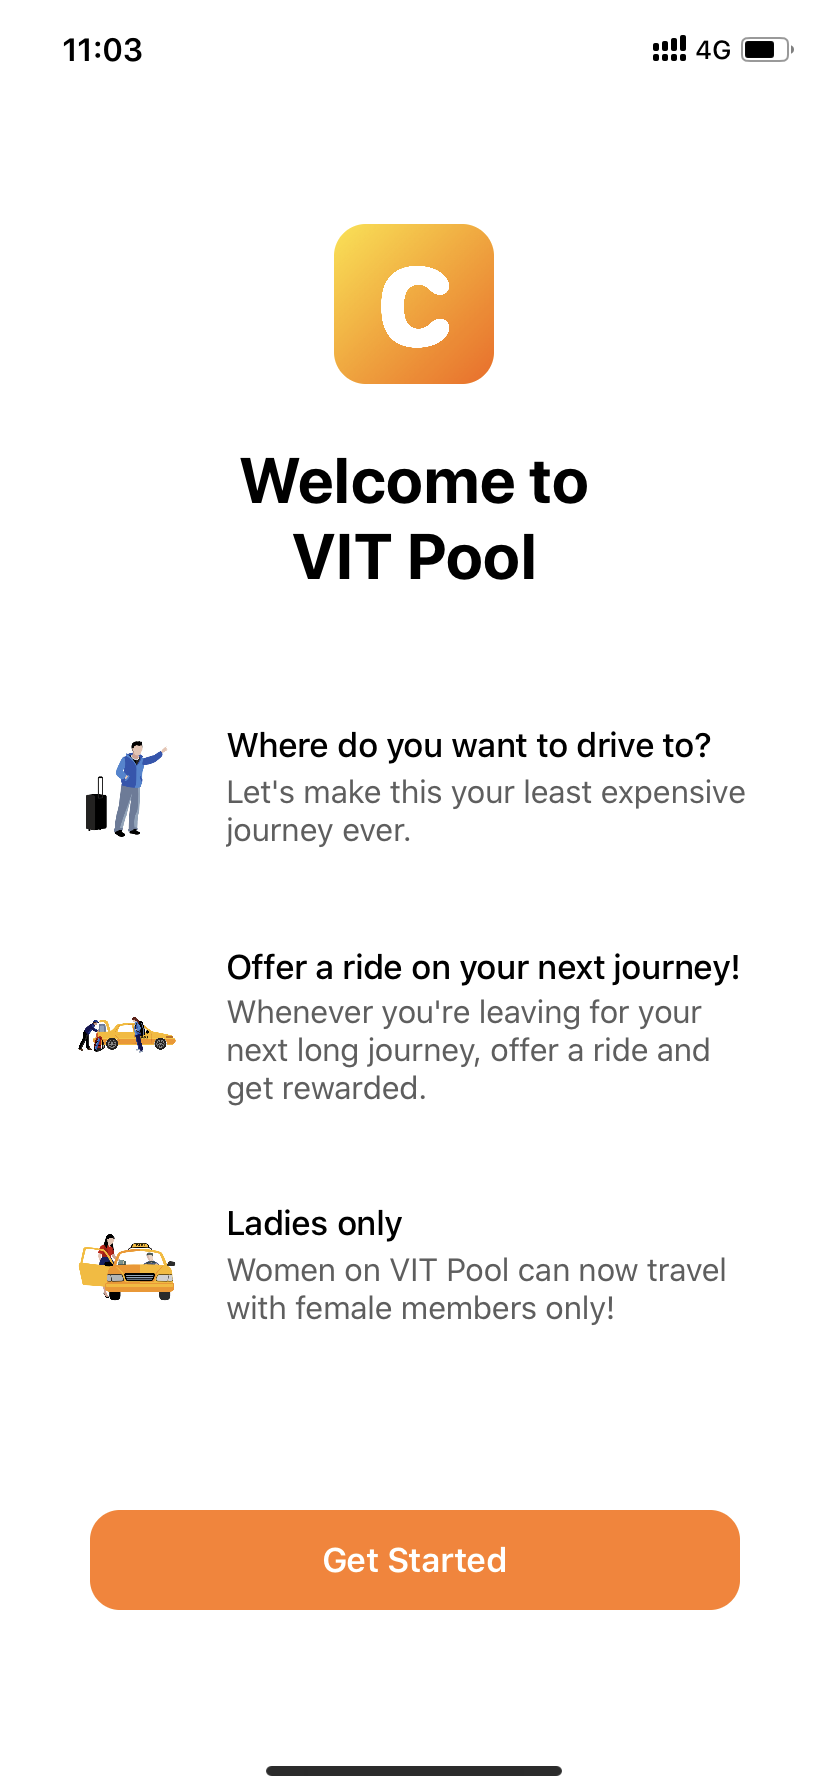 11:03
4G
C
Welcome to
VIT Pool
Where do you want to drive to?
Let's make this your least expensive
journey ever.
Offer a ride on your next journey!
Whenever you're leaving for your
next long journey, offer a ride and
get rewarded.
Ladies only
Women on VIT Pool can now travel
with female members only!
Get Started